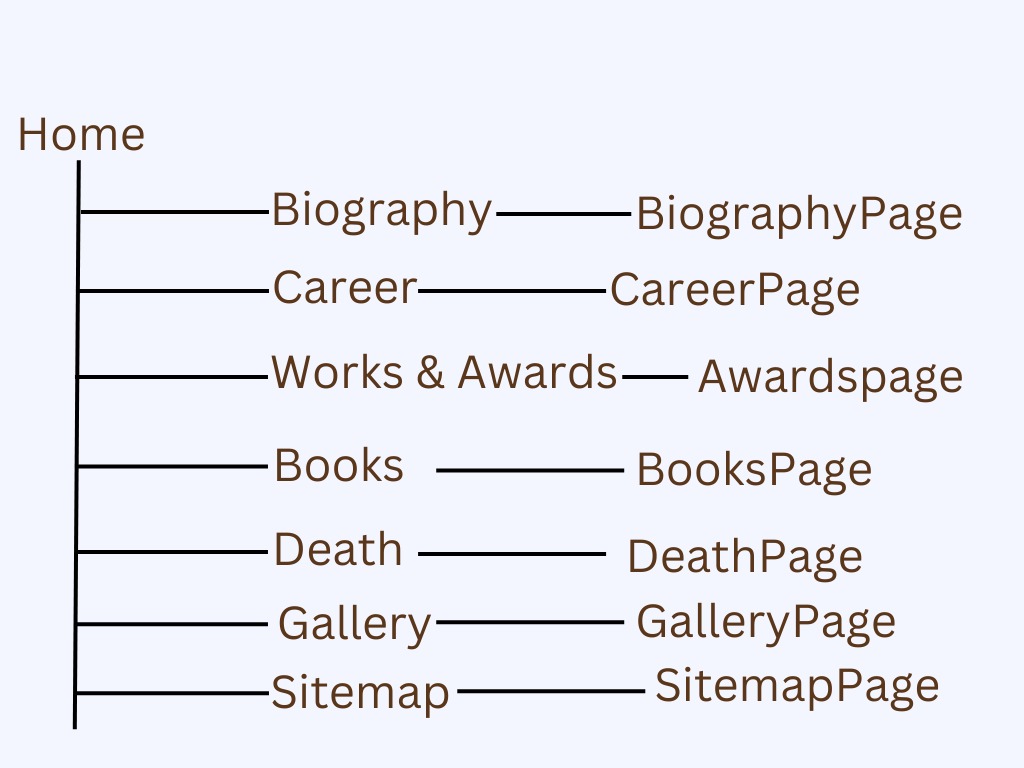 Home
Biography BiographyPage
Career CareerPage
Works & Awards Awardspage
Books BooksPage
Death DeathPage
Gallery GalleryPage
Sitemap SitemapPage